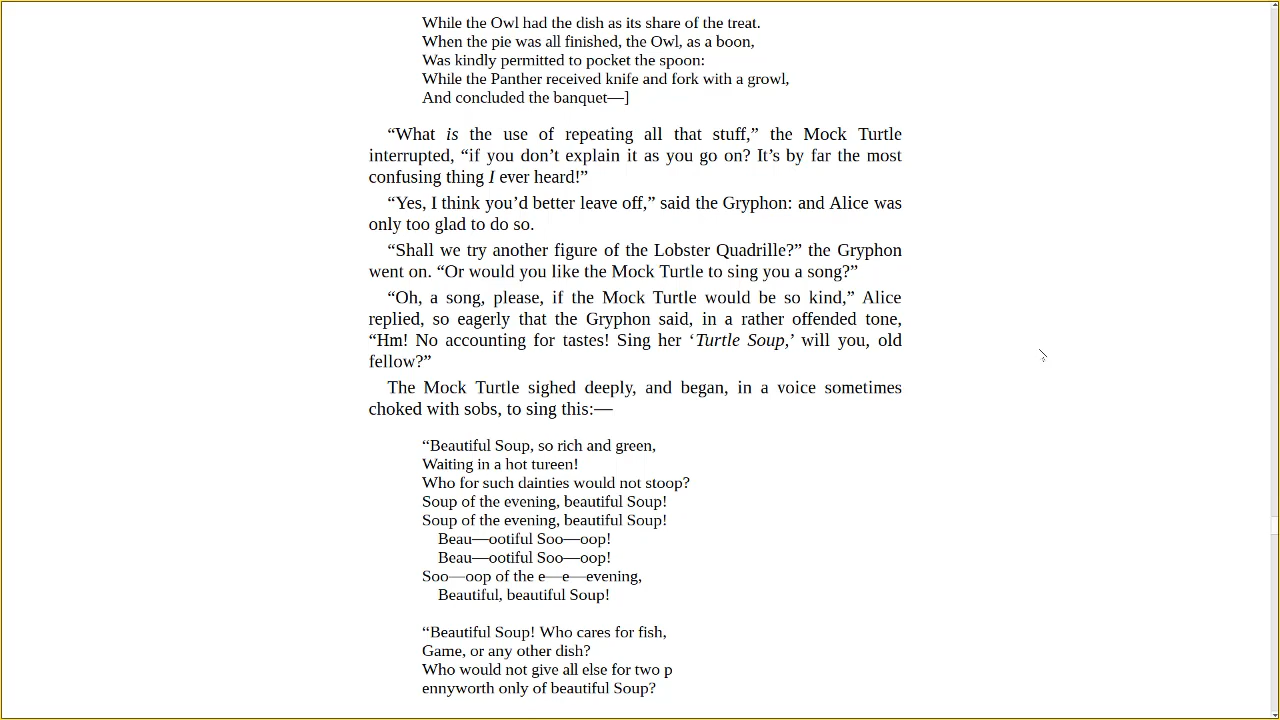 While the Owl had the dish as its share of the treat.
When the pie was all finished, the Owl, as a boon,
Was kindly permitted to pocket the spoon:
While the Panther received knife and fork with a growl,
And concluded the banquet—]
“What is the use of repeating all that stuff,” the Mock Turtle
interrupted, “if you don’t explain it as you go on? It’s by far the most
confusing thing I ever heard!”
“Yes, I think you’d better leave off,” said the Gryphon: and Alice was
only too glad to do so.
“Shall we try another figure of the Lobster Quadrille?” the Gryphon
went on. “Or would you like the Mock Turtle to sing you a song?”
“Oh, a song, please, if the Mock Turtle would be so kind,” Alice
replied, so eagerly that the Gryphon said, in a rather offended tone,
“Hm! No accounting for tastes! Sing her ‘Turtle Soup,’ will you, old
fellow?”
The Mock Turtle sighed deeply, and began, in a voice sometimes
choked with sobs, to sing this:—
“Beautiful Soup, so rich and green,
Waiting in a hot tureen!
Who for such dainties would not stoop?
Soup of the evening, beautiful Soup!
Soup of the evening, beautiful Soup!
Beau—ootiful Soo—oop!
Beau—ootiful Soo—oop!
Soo—oop of the e—e—evening,
Beautiful, beautiful Soup!
“Beautiful Soup! Who cares for fish,
Game, or any other dish?
Who would not give all else for two p
ennyworth only of beautiful Soup?